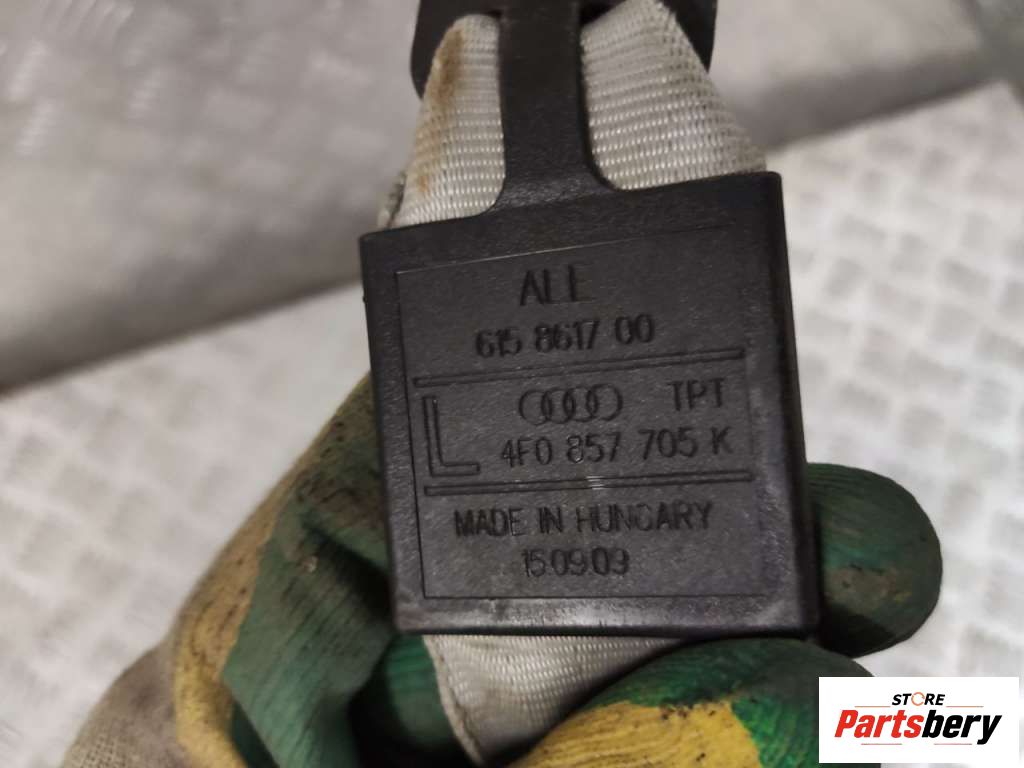 ALE
615 8617 00
TPT
L 4F0 857 705 K
MADE IN HUNGARY
15.09.09
STORE
Partsbery